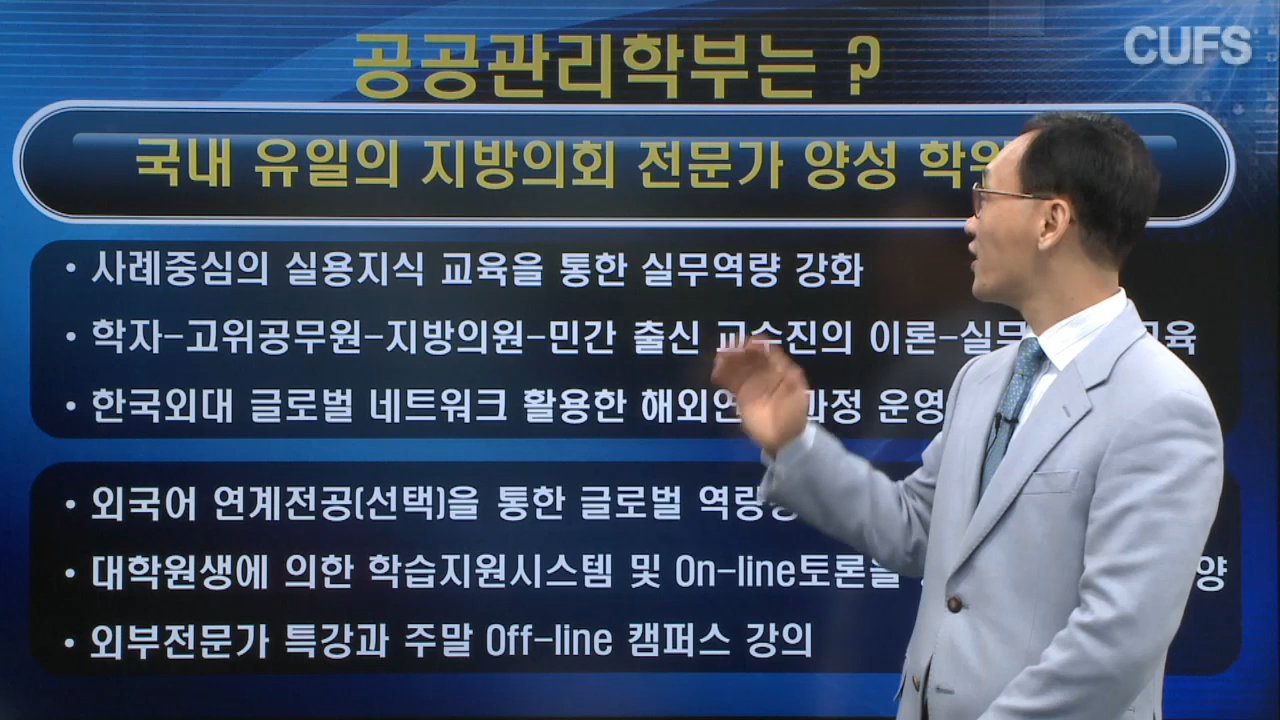 공공관리학부는 ?
CUFS
국내 유일의 지방의회 전문가 양성
• 사례중심의 실용지식 교육을 통한 실무역량 강화
• 학자-고위공무원-지방의원-민간 출신 교수진의 이론-실무
• 한국외대 글로벌 네트워크 활용한 운영
• 외국어 연계전공(선택)을 통한 글로벌 역량
• 대학원생에 의한 학습지원시스템 및 On-line토론을
• 외부전문가 특강과 주말 Off-line 캠퍼스 강의